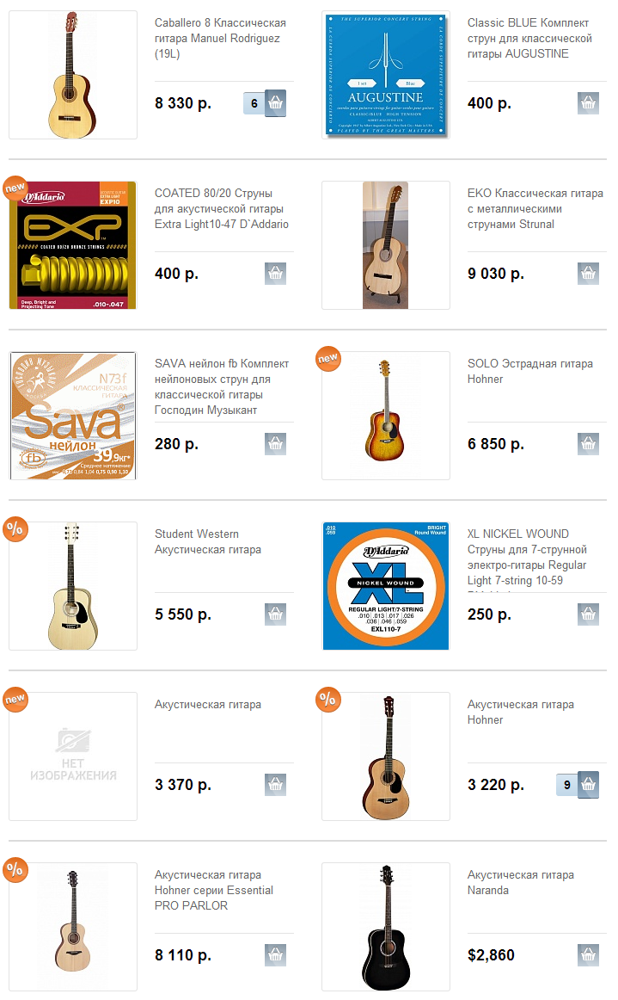 Caballero 8 Классическая
гитара Manuel Rodriguez
(19L)
8 330 р.
6
THE SUPERIOR CONCERT STRING
1 set
Blue
AUGUSTINE
CLASSIC/BLUE HIGH TENSION
PLAYED BY THE GREAT MASTERS
Classic BLUE Комплект
струн для классической
гитары AUGUSTINE
400 р.
new
D'Addario
EXTRA LIGHT
EXP10
EXP
COATED 80/20 BRONZE STRINGS
Deep, Bright and
Projecting Tone
.010-.047
COATED 80/20 Струны
для акустической гитары
Extra Light10-47 D`Addario
400 р.
EKO Классическая гитара
с металлическими
струнами Strunal
9 030 р.
ГОСПОДИН МУЗЫКАНТ
N73f
КЛАССИЧЕСКАЯ
ГИТАРА
Sava®
нейлон
39,9кг*
fb
Среднее натяжение
SAVA нейлон fb Комплект
нейлоновых струн для
классической гитары
Господин Музыкант
280 р.
new
SOLO Эстрадная гитара
Hohner
6 850 р.
%
Student Western
Акустическая гитара
5 550 р.
.010
.059
BRIGHT
Round Wound
D'Addario
XL
NICKEL WOUND
REGULAR LIGHT/7-STRING
.010 | .013 | .017 | .026
.036 | .046 | .059
EXL110-7
XL NICKEL WOUND
Струны для 7-струнной
электро-гитары Regular
Light 7-string 10-59
250 р.
new
НЕТ
ИЗОБРАЖЕНИЯ
Акустическая гитара
3 370 р.
%
Акустическая гитара
Hohner
3 220 р.
9
%
Акустическая гитара
Hohner серии Essential
PRO PARLOR
8 110 р.
Акустическая гитара
Naranda
$2,860